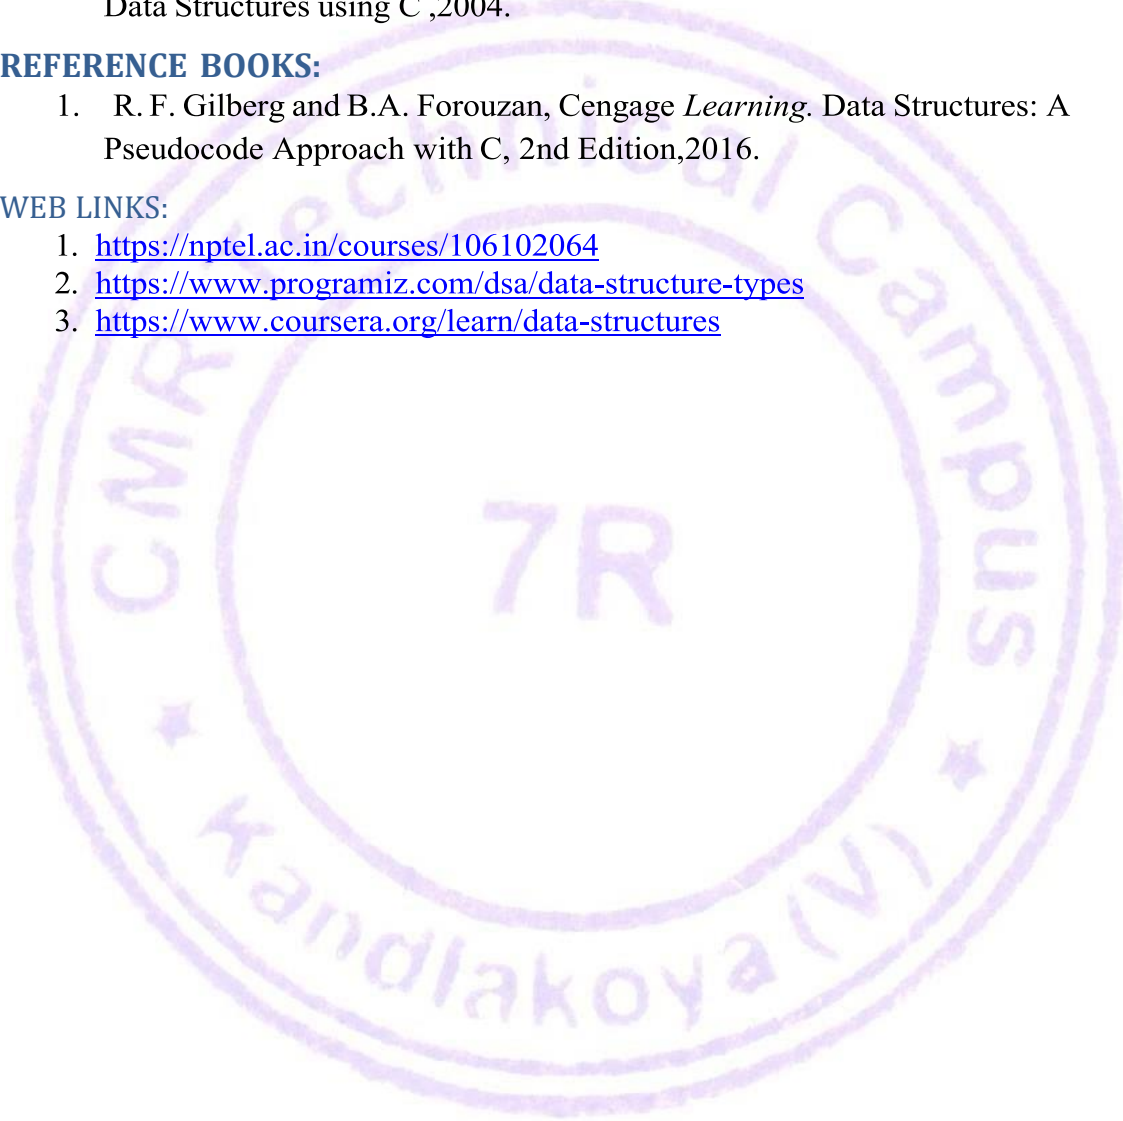 Data Structures using C ,2004.
REFERENCE BOOKS:
1. R. F. Gilberg and B.A. Forouzan, Cengage Learning. Data Structures: A
Pseudocode Approach with C, 2nd Edition,2016.
WEB LINKS:
1. https://nptel.ac.in/courses/106102064
2. https://www.programiz.com/dsa/data-structure-types
3. https://www.coursera.org/learn/data-structures
CMR Technical Campus
7R
Kandlakoya (V)